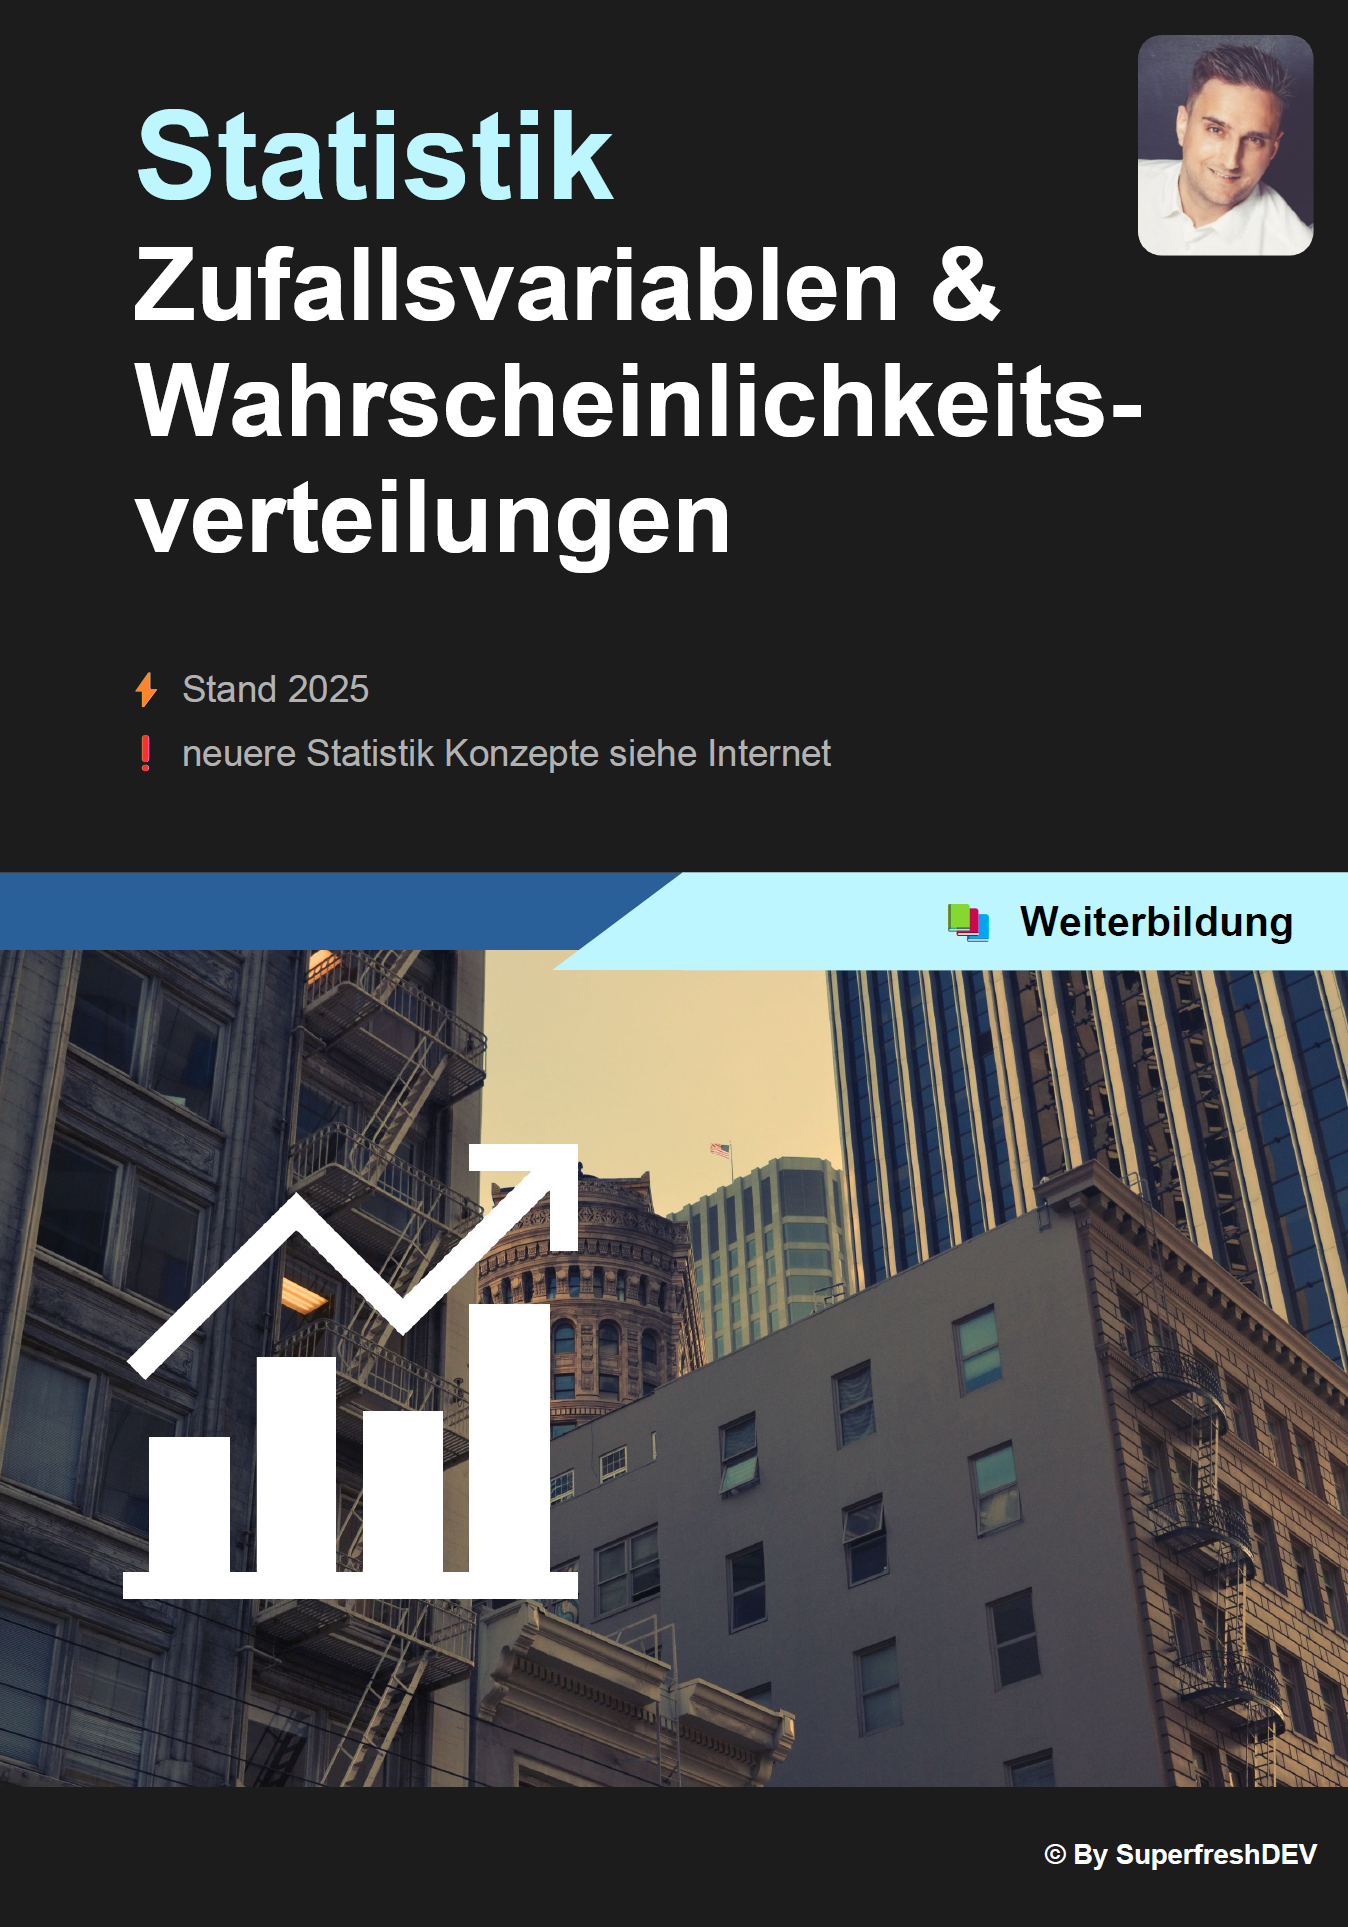 Statistik
Zufallsvariablen &
Wahrscheinlichkeits-
verteilungen
Stand 2025
neuere Statistik Konzepte siehe Internet
Weiterbildung
© By SuperfreshDEV